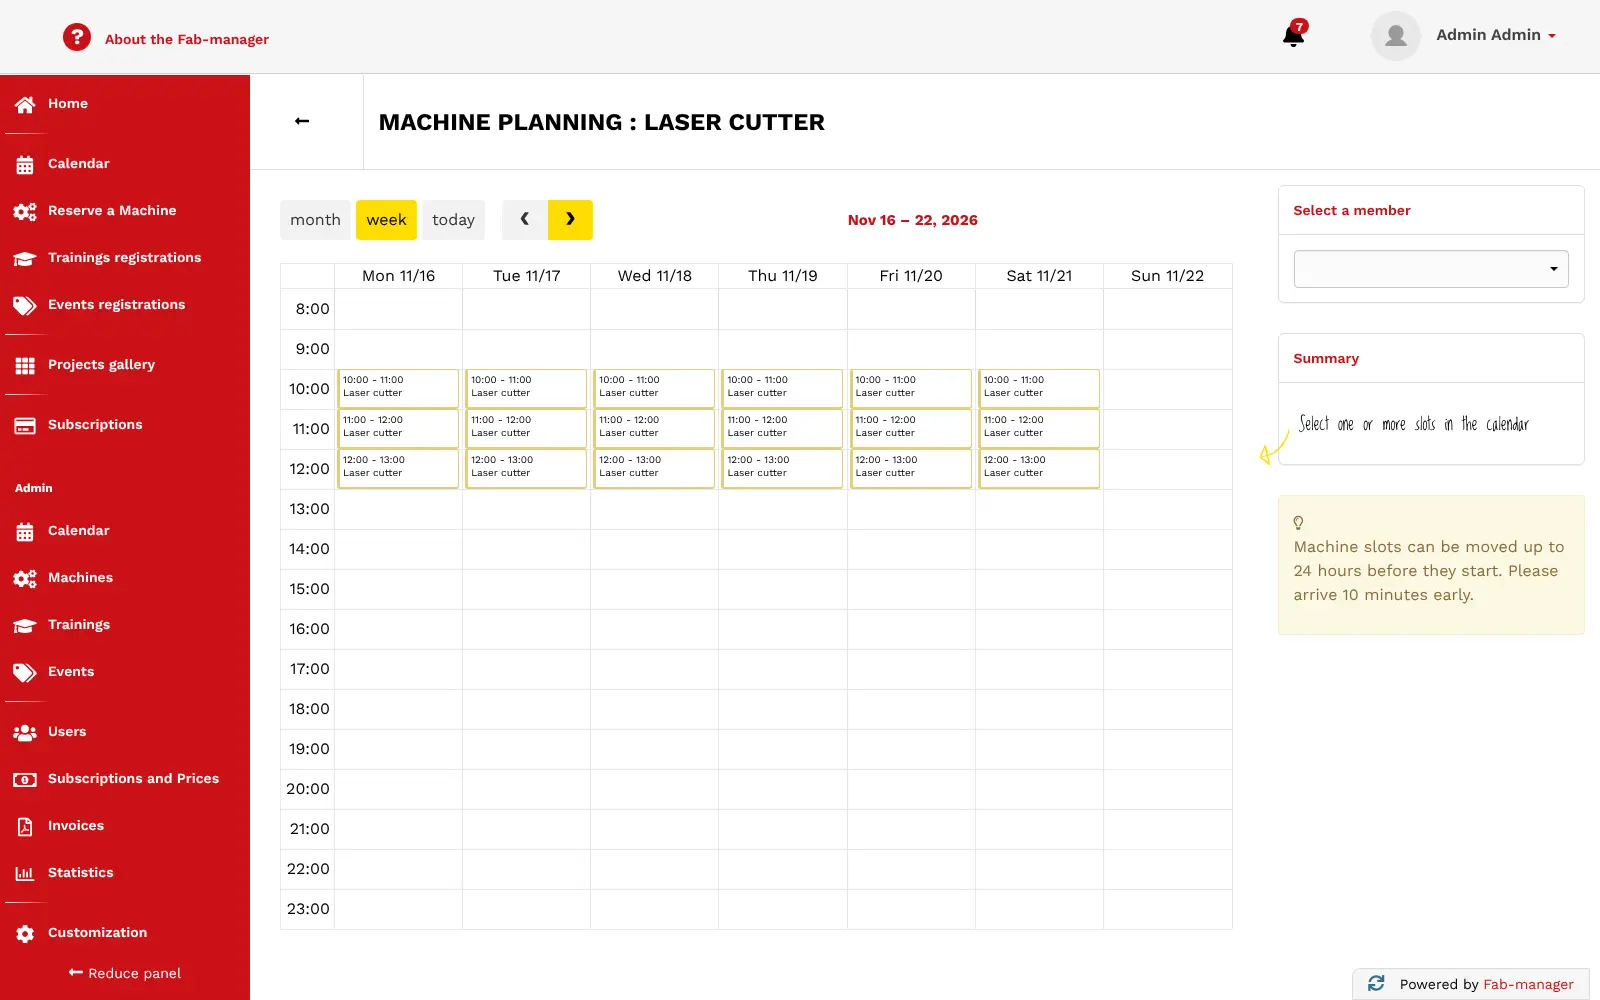 About the Fab-manager
7
Admin Admin
Home
Calendar
Reserve a Machine
Trainings registrations
Events registrations
Projects gallery
Subscriptions
Admin
Calendar
Machines
Trainings
Events
Users
Subscriptions and Prices
Invoices
Statistics
Customization
Reduce panel
MACHINE PLANNING : LASER CUTTER
month week today
Nov 16 – 22, 2026
Mon 11/16 Tue 11/17 Wed 11/18 Thu 11/19 Fri 11/20 Sat 11/21 Sun 11/22
8:00
9:00
10:00
10:00 - 11:00 10:00 - 11:00 10:00 - 11:00 10:00 - 11:00 10:00 - 11:00 10:00 - 11:00
Laser cutter Laser cutter Laser cutter Laser cutter Laser cutter Laser cutter
11:00
11:00 - 12:00 11:00 - 12:00 11:00 - 12:00 11:00 - 12:00 11:00 - 12:00 11:00 - 12:00
Laser cutter Laser cutter Laser cutter Laser cutter Laser cutter Laser cutter
12:00
12:00 - 13:00 12:00 - 13:00 12:00 - 13:00 12:00 - 13:00 12:00 - 13:00 12:00 - 13:00
Laser cutter Laser cutter Laser cutter Laser cutter Laser cutter Laser cutter
13:00
14:00
15:00
16:00
17:00
18:00
19:00
20:00
21:00
22:00
23:00
Select a member
Summary
Select one or more slots in the calendar
Machine slots can be moved up to
24 hours before they start. Please
arrive 10 minutes early.
Powered by Fab-manager